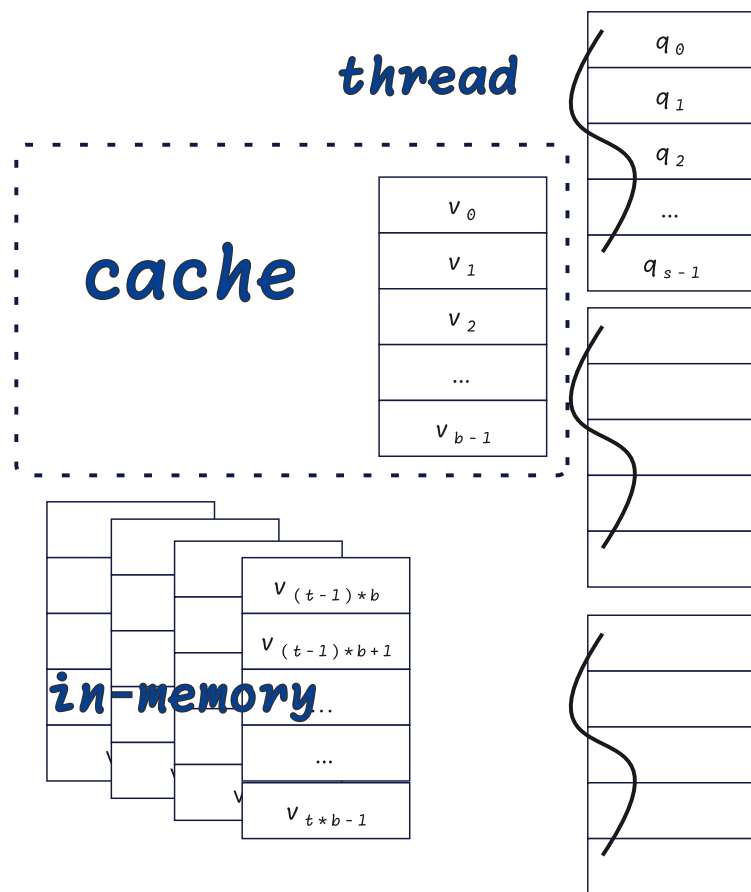 thread
q 0
q 1
q 2
...
q s-1
cache
v 0
v 1
v 2
...
v b-1
in-memory
v (t-1)*b
v (t-1)*b+1
...
...
v t*b-1